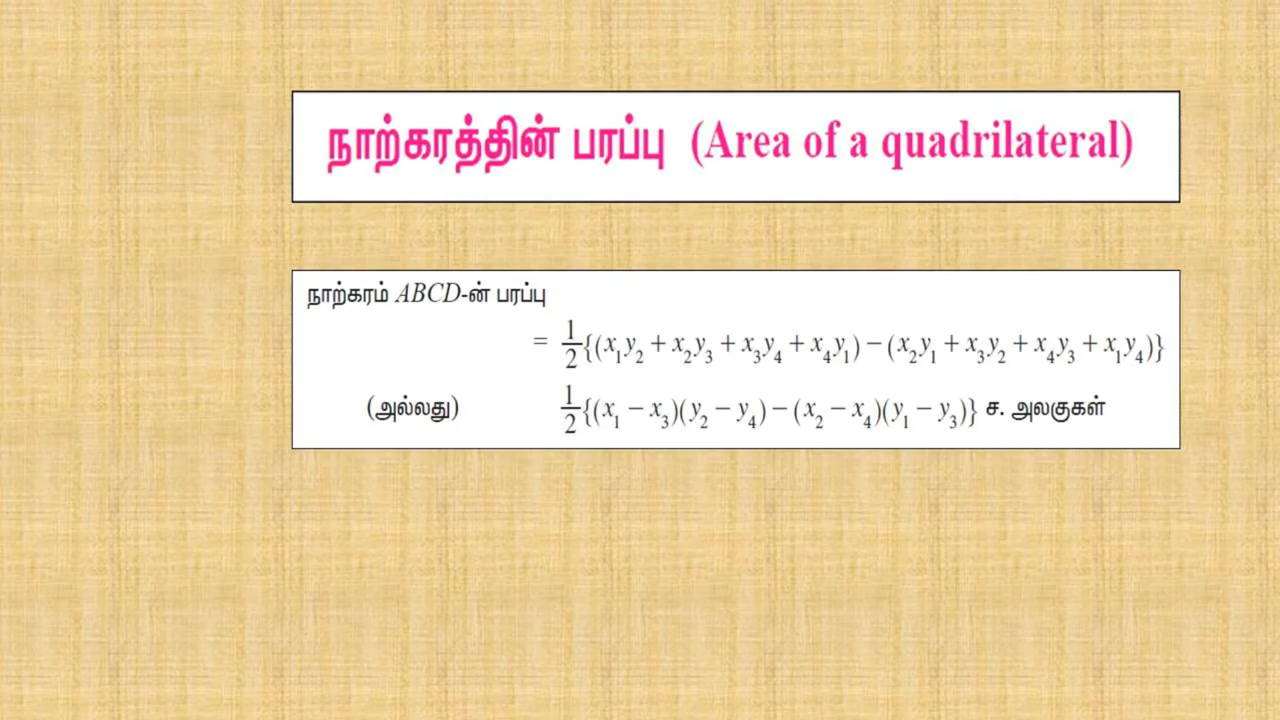 நாற்கரத்தின் பரப்பு (Area of a quadrilateral)
நாற்கரம் ABCD-ன் பரப்பு
= 1/2{(x₁y₂ + x₂y₃ + x₃y₄ + x₄y₁) − (x₂y₁ + x₃y₂ + x₄y₃ + x₁y₄)}
(அல்லது) 1/2{(x₁ − x₃)(y₂ − y₄) − (x₂ − x₄)(y₁ − y₃)} ச. அலகுகள்